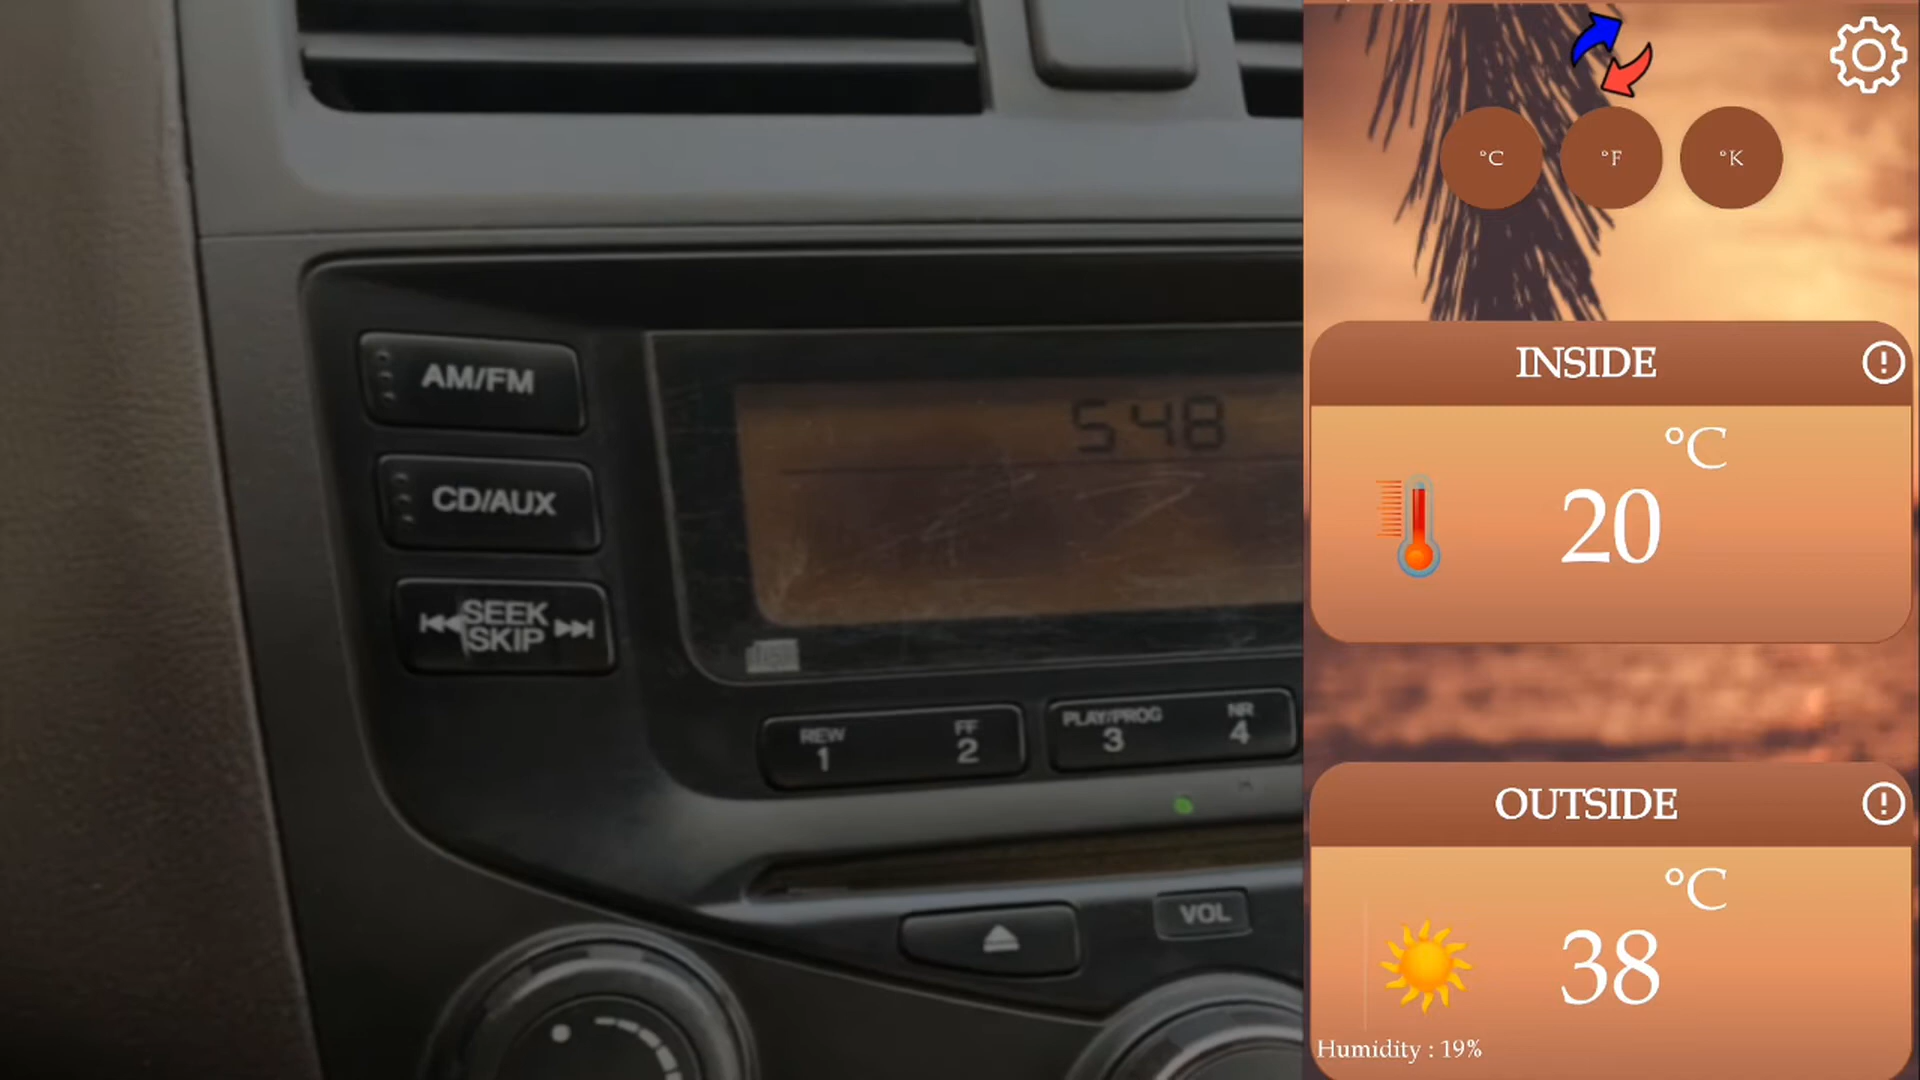 AM/FM
548
CD/AUX
SEEK
SKIP
REW
1
FF
2
PLAY/PROG
3
NR
4
VOL
°C
°F
°K
INSIDE
°C
20
OUTSIDE
°C
38
Humidity : 19%